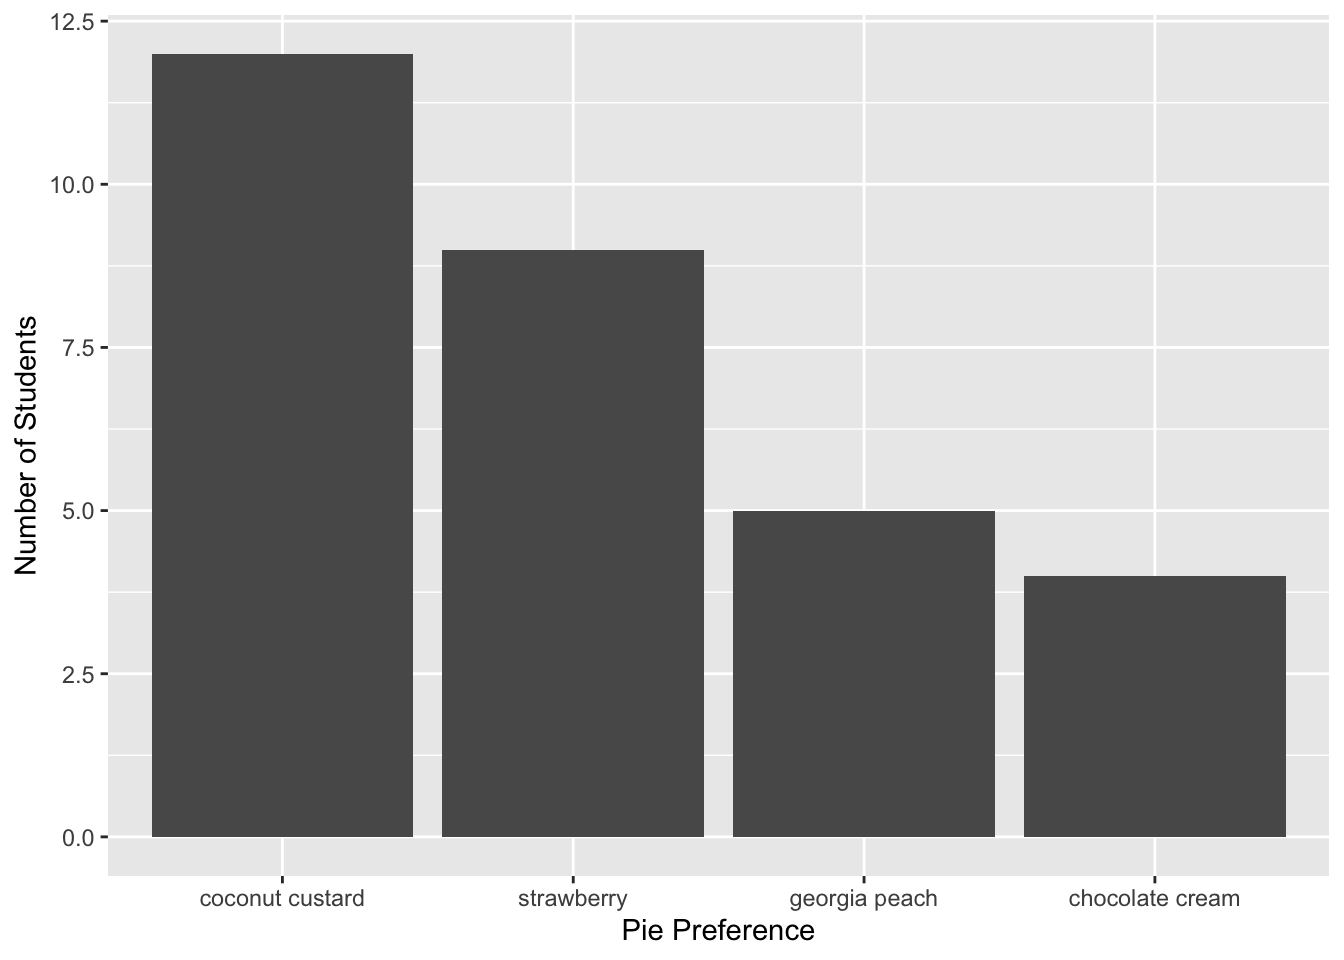 12.5
10.0
7.5
5.0
2.5
0.0
Number of Students
coconut custard
strawberry
georgia peach
chocolate cream
Pie Preference